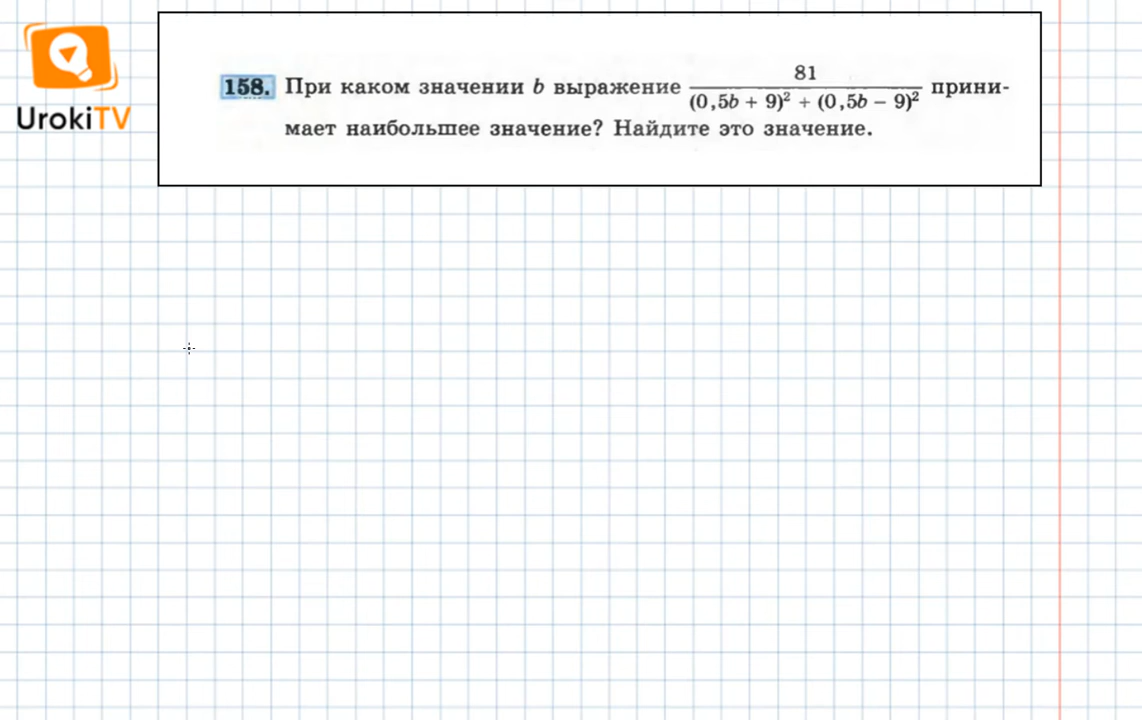 UrokiTV
158. При каком значении b выражение 81 / ((0,5b + 9)² + (0,5b − 9)²) прини-
мает наибольшее значение? Найдите это значение.